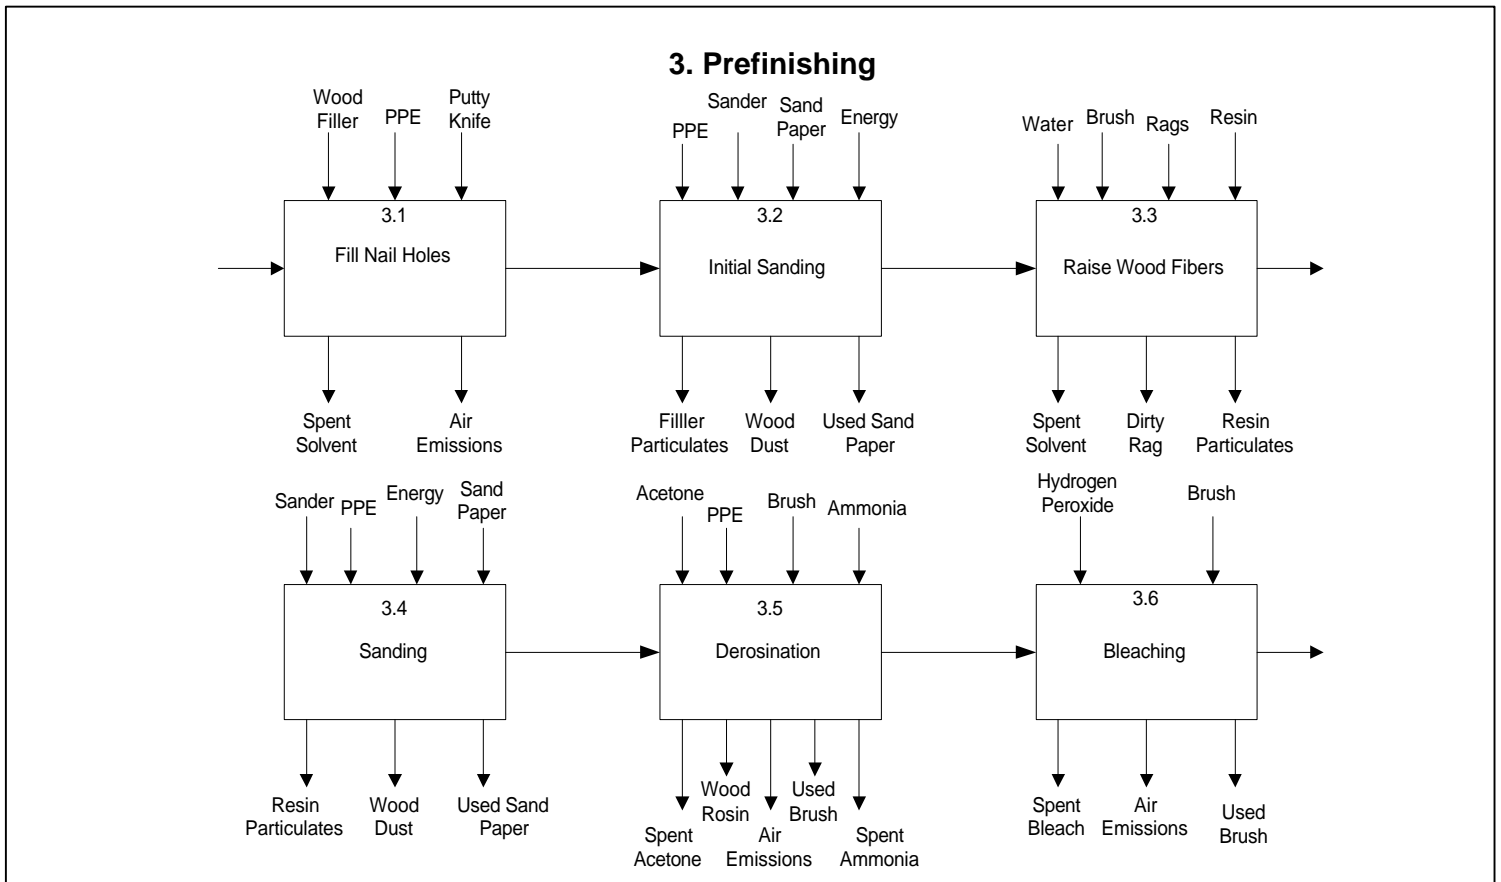 3. Prefinishing
Wood
Filler
PPE
Putty
Knife
3.1
Fill Nail Holes
Spent
Solvent
Air
Emissions
PPE
Sander
Sand
Paper
Energy
3.2
Initial Sanding
Filller
Particulates
Wood
Dust
Used Sand
Paper
Water
Brush
Rags
Resin
3.3
Raise Wood Fibers
Spent
Solvent
Dirty
Rag
Resin
Particulates
Sander
PPE
Energy
Sand
Paper
3.4
Sanding
Resin
Particulates
Wood
Dust
Used Sand
Paper
Acetone
PPE
Brush
Ammonia
3.5
Derosination
Spent
Acetone
Wood
Rosin
Air
Emissions
Used
Brush
Spent
Ammonia
Hydrogen
Peroxide
Brush
3.6
Bleaching
Spent
Bleach
Air
Emissions
Used
Brush